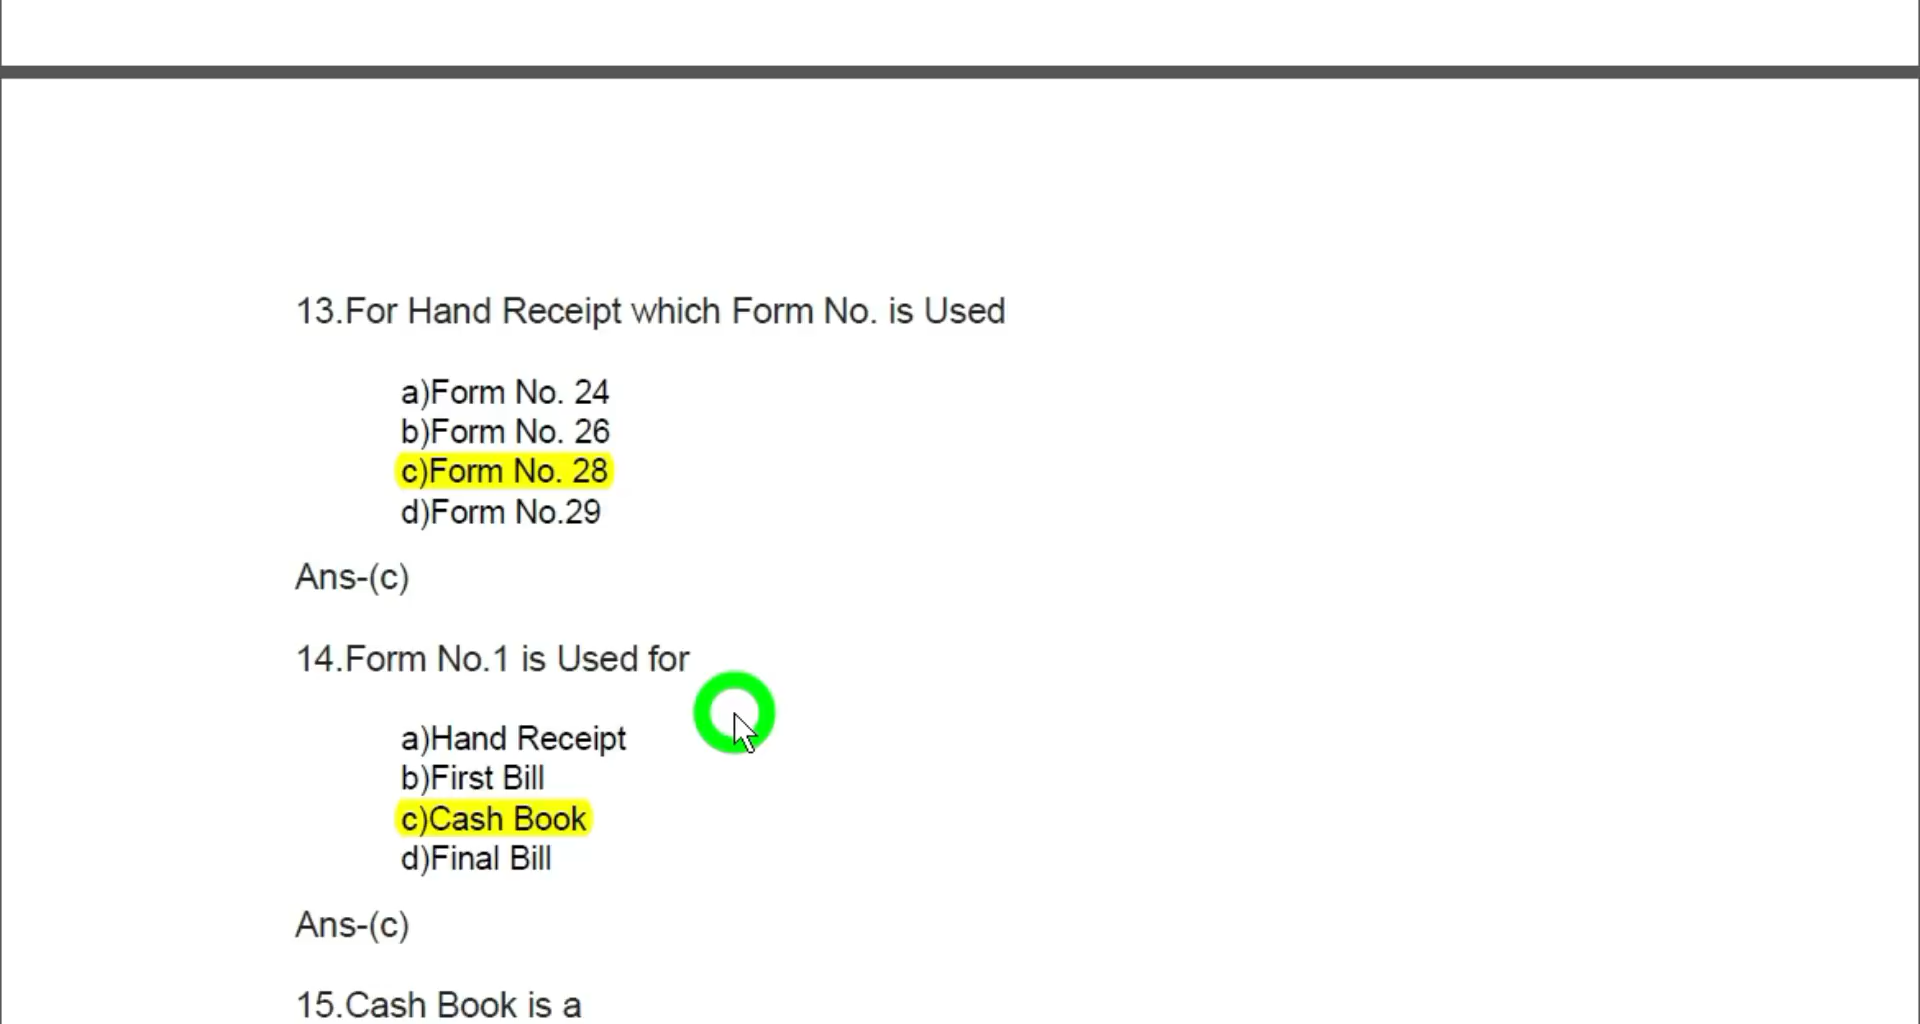 13.For Hand Receipt which Form No. is Used
a)Form No. 24
b)Form No. 26
c)Form No. 28
d)Form No.29
Ans-(c)
14.Form No.1 is Used for
a)Hand Receipt
b)First Bill
c)Cash Book
d)Final Bill
Ans-(c)
15.Cash Book is a